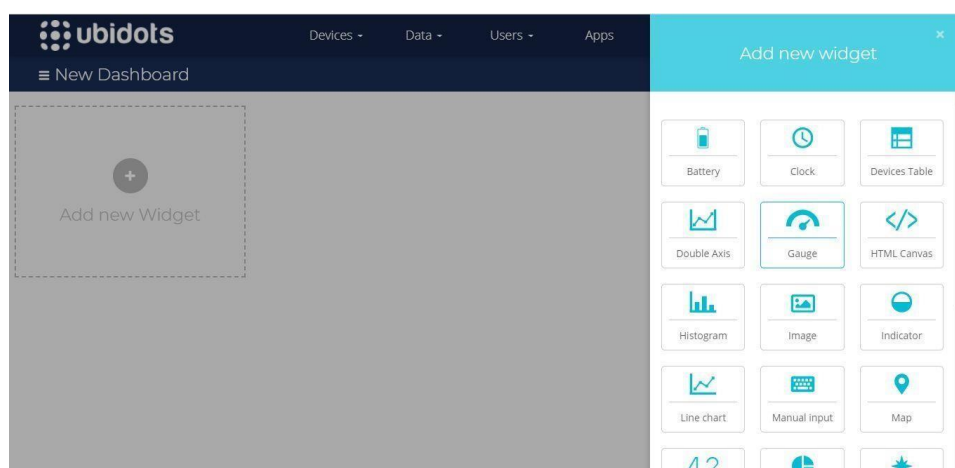 ubidots
Devices
Data
Users
Apps
New Dashboard
Add new Widget
Add new widget
×
Battery
Clock
Devices Table
Double Axis
Gauge
HTML Canvas
Histogram
Image
Indicator
Line chart
Manual input
Map